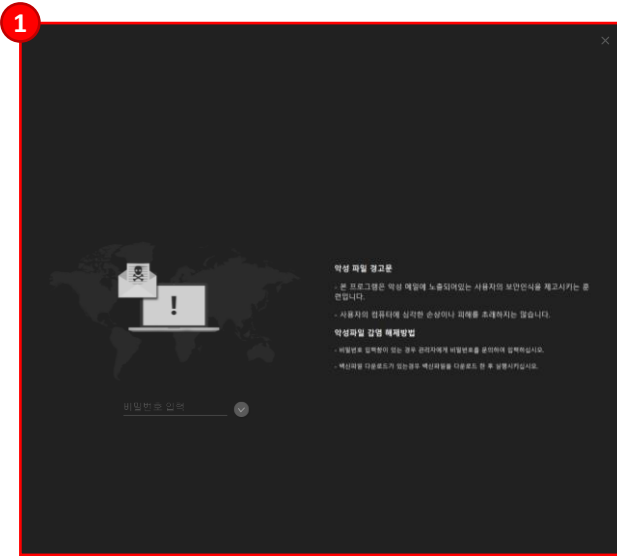 1
악성 파일 경고문
- 본 프로그램은 악성 메일에 노출되어있는 사용자의 보안인식을 제고시키는 훈
련입니다.
- 사용자의 컴퓨터에 심각한 손상이나 피해를 초래하지는 않습니다.
악성파일 감염 해제방법
- 비밀번호 입력창이 있는 경우 관리자에게 비밀번호를 문의하여 입력하십시오.
- 백신파일 다운로드가 있는경우 백신파일을 다운로드 한 후 실행시키십시오.
비밀번호 입력